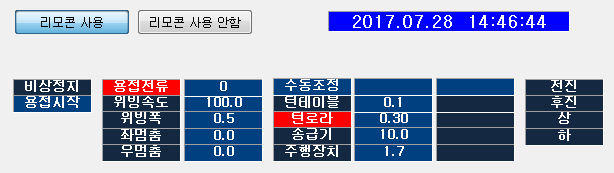 리모콘 사용 리모콘 사용 안함 2017.07.28 14:46:44
비상정지 용접전류 0 수동조정 전진
용접시작 위빙속도 100.0 턴테이블 0.1 후진
위빙폭 0.5 턴로라 0.30 상
좌멈춤 0.0 송급기 10.0 하
우멈춤 0.0 주행장치 1.7